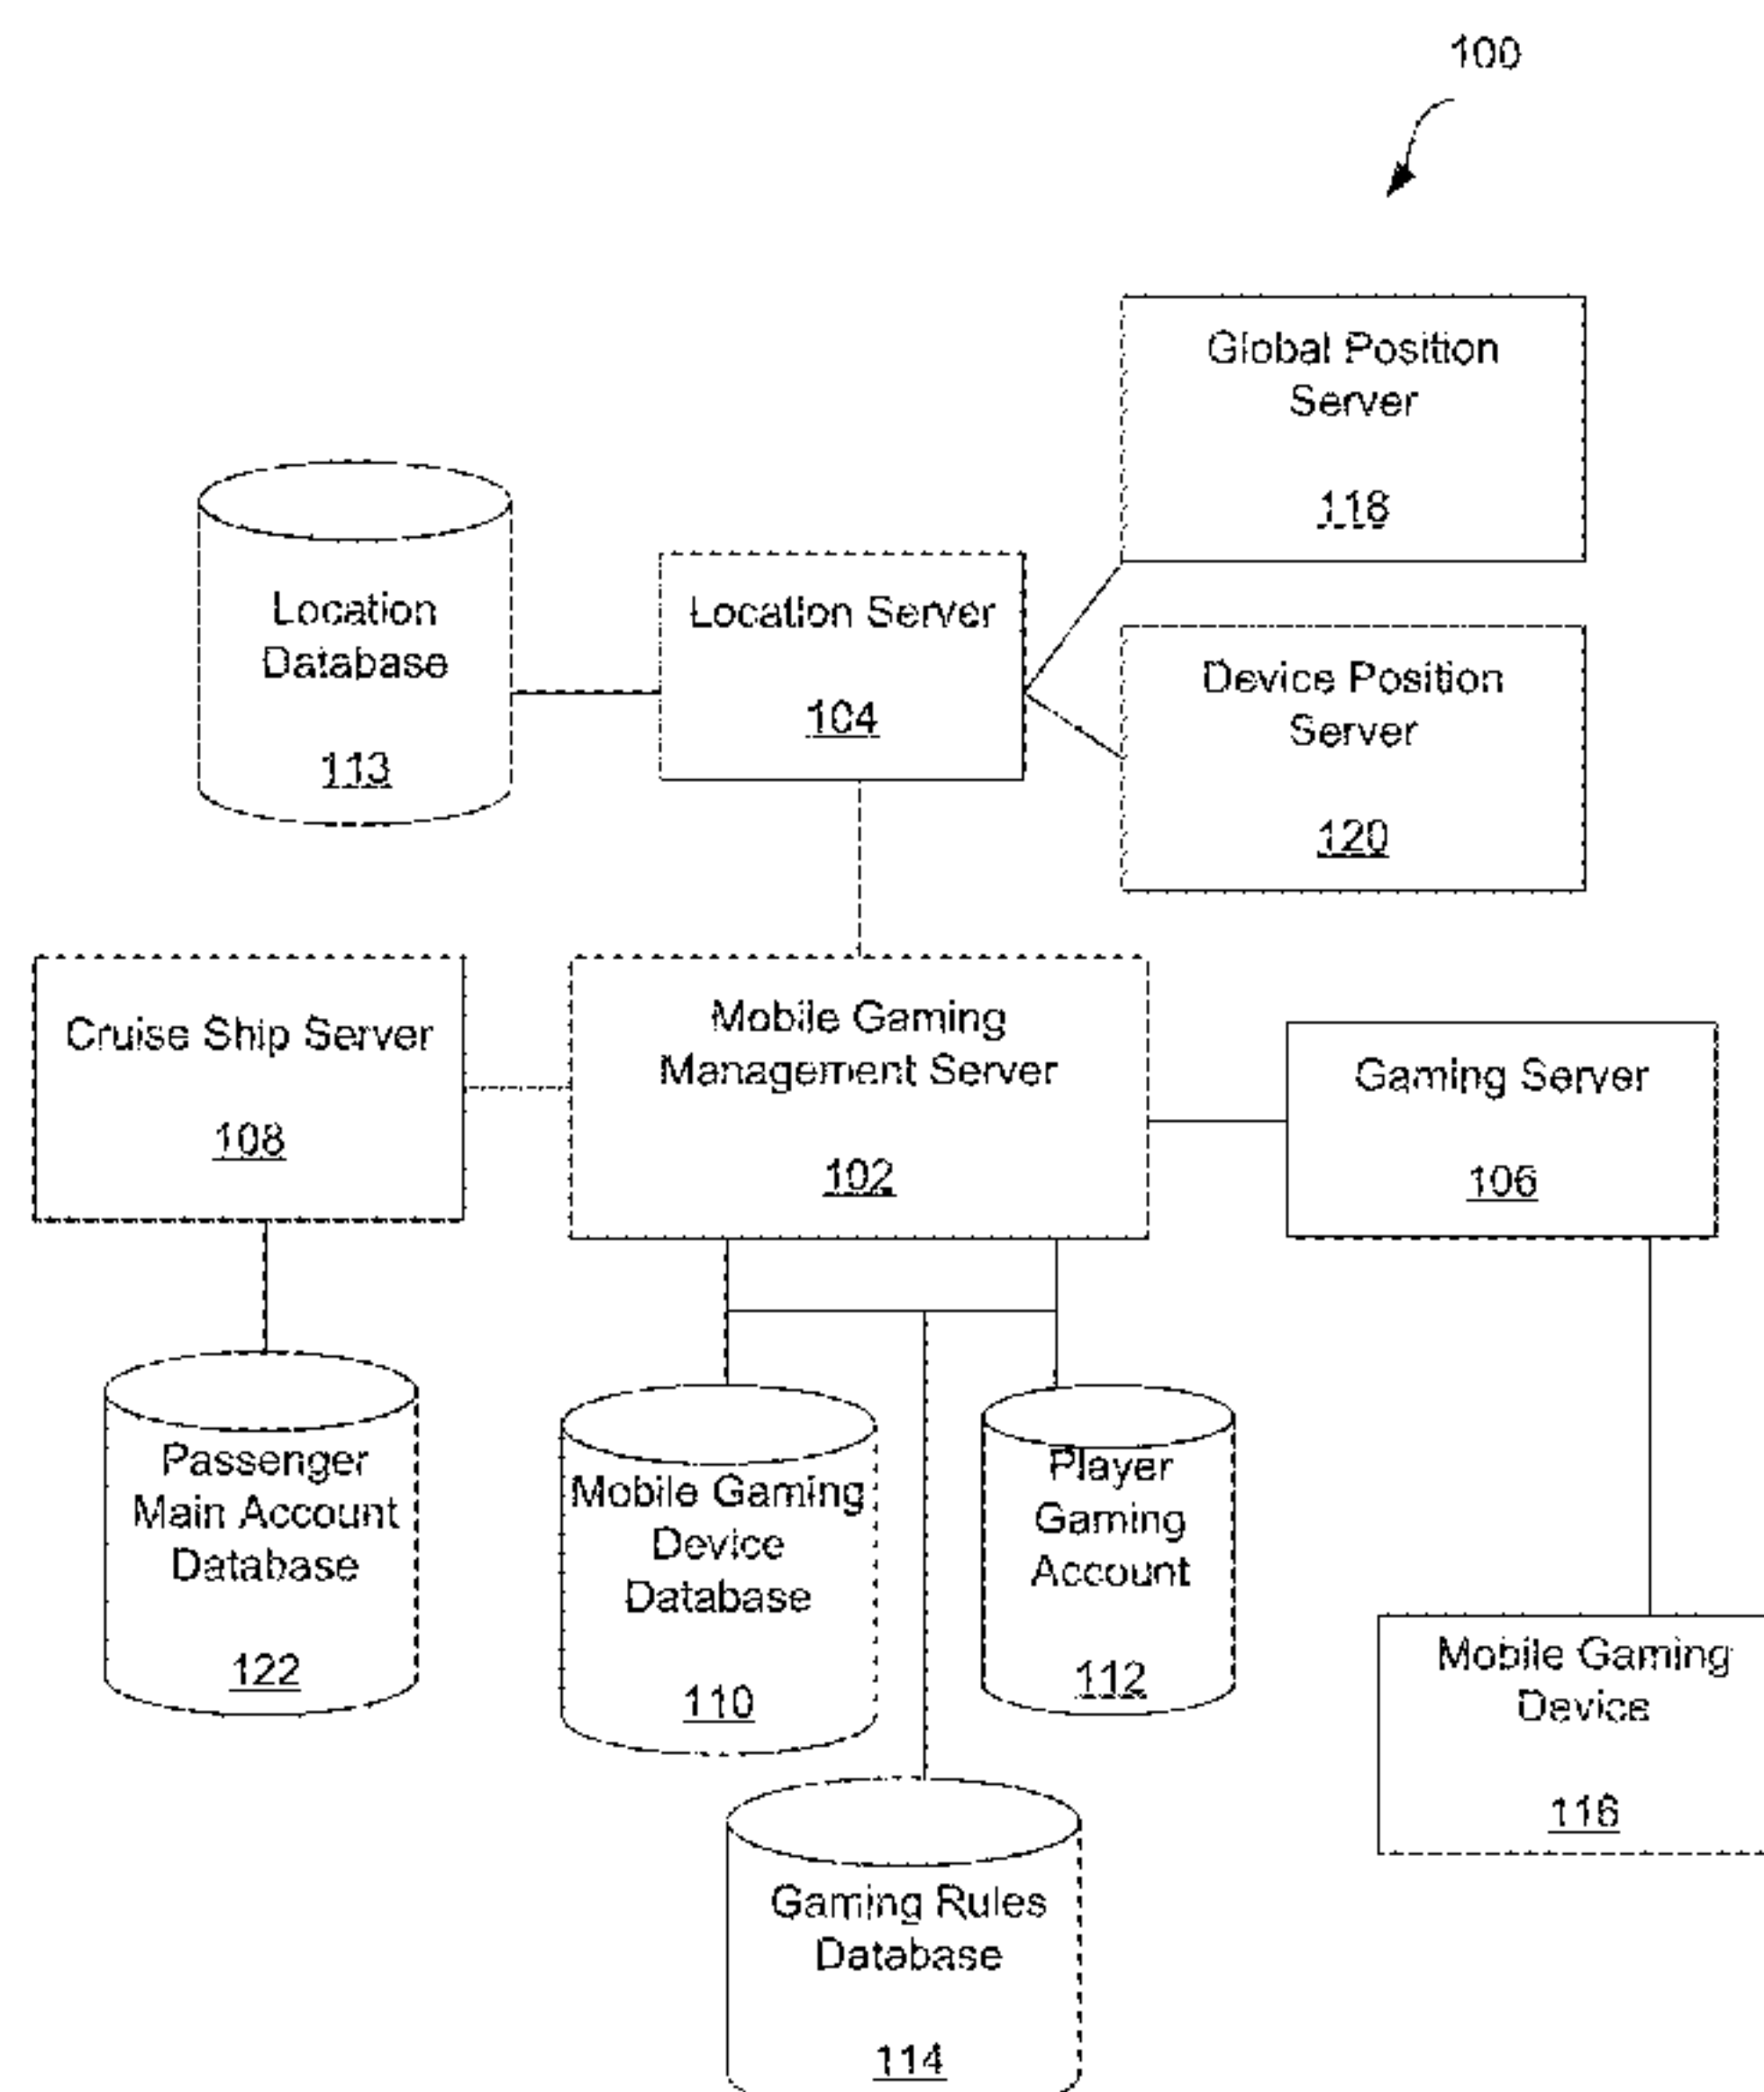 100
Global Position
Server
118
Location
Database
113
Location Server
104
Device Position
Server
120
Cruise Ship Server
108
Mobile Gaming
Management Server
102
Gaming Server
106
Passenger
Main Account
Database
122
Mobile Gaming
Device
Database
110
Player
Gaming
Account
112
Mobile Gaming
Device
116
Gaming Rules
Database
114